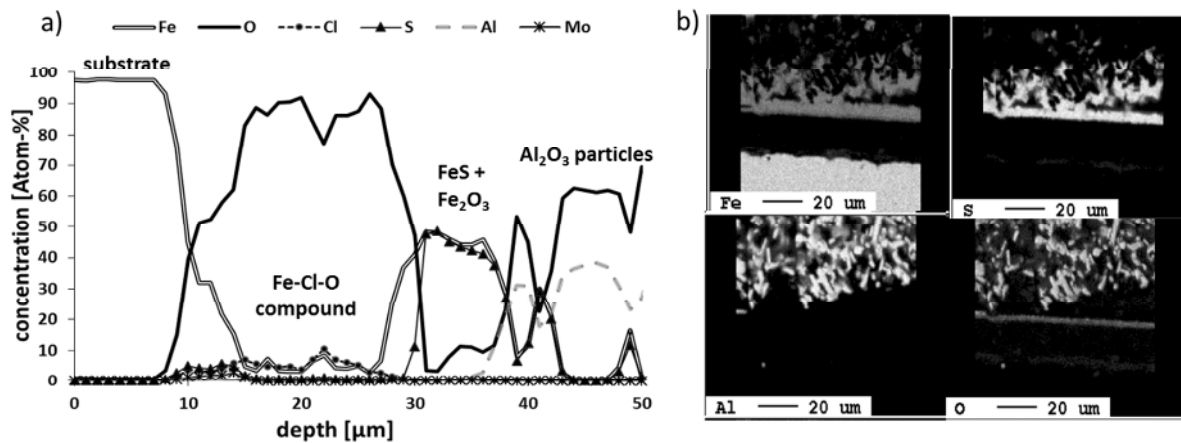 a)
Fe O Cl S Al Mo
substrate
concentration [Atom-%]
100
90
80
70
60
50
40
30
20
10
0
Fe-Cl-O
compound
FeS +
Fe₂O₃
Al₂O₃ particles
0 10 20 30 40 50
depth [µm]
b)
Fe 20 um
S 20 um
Al 20 um
O 20 um